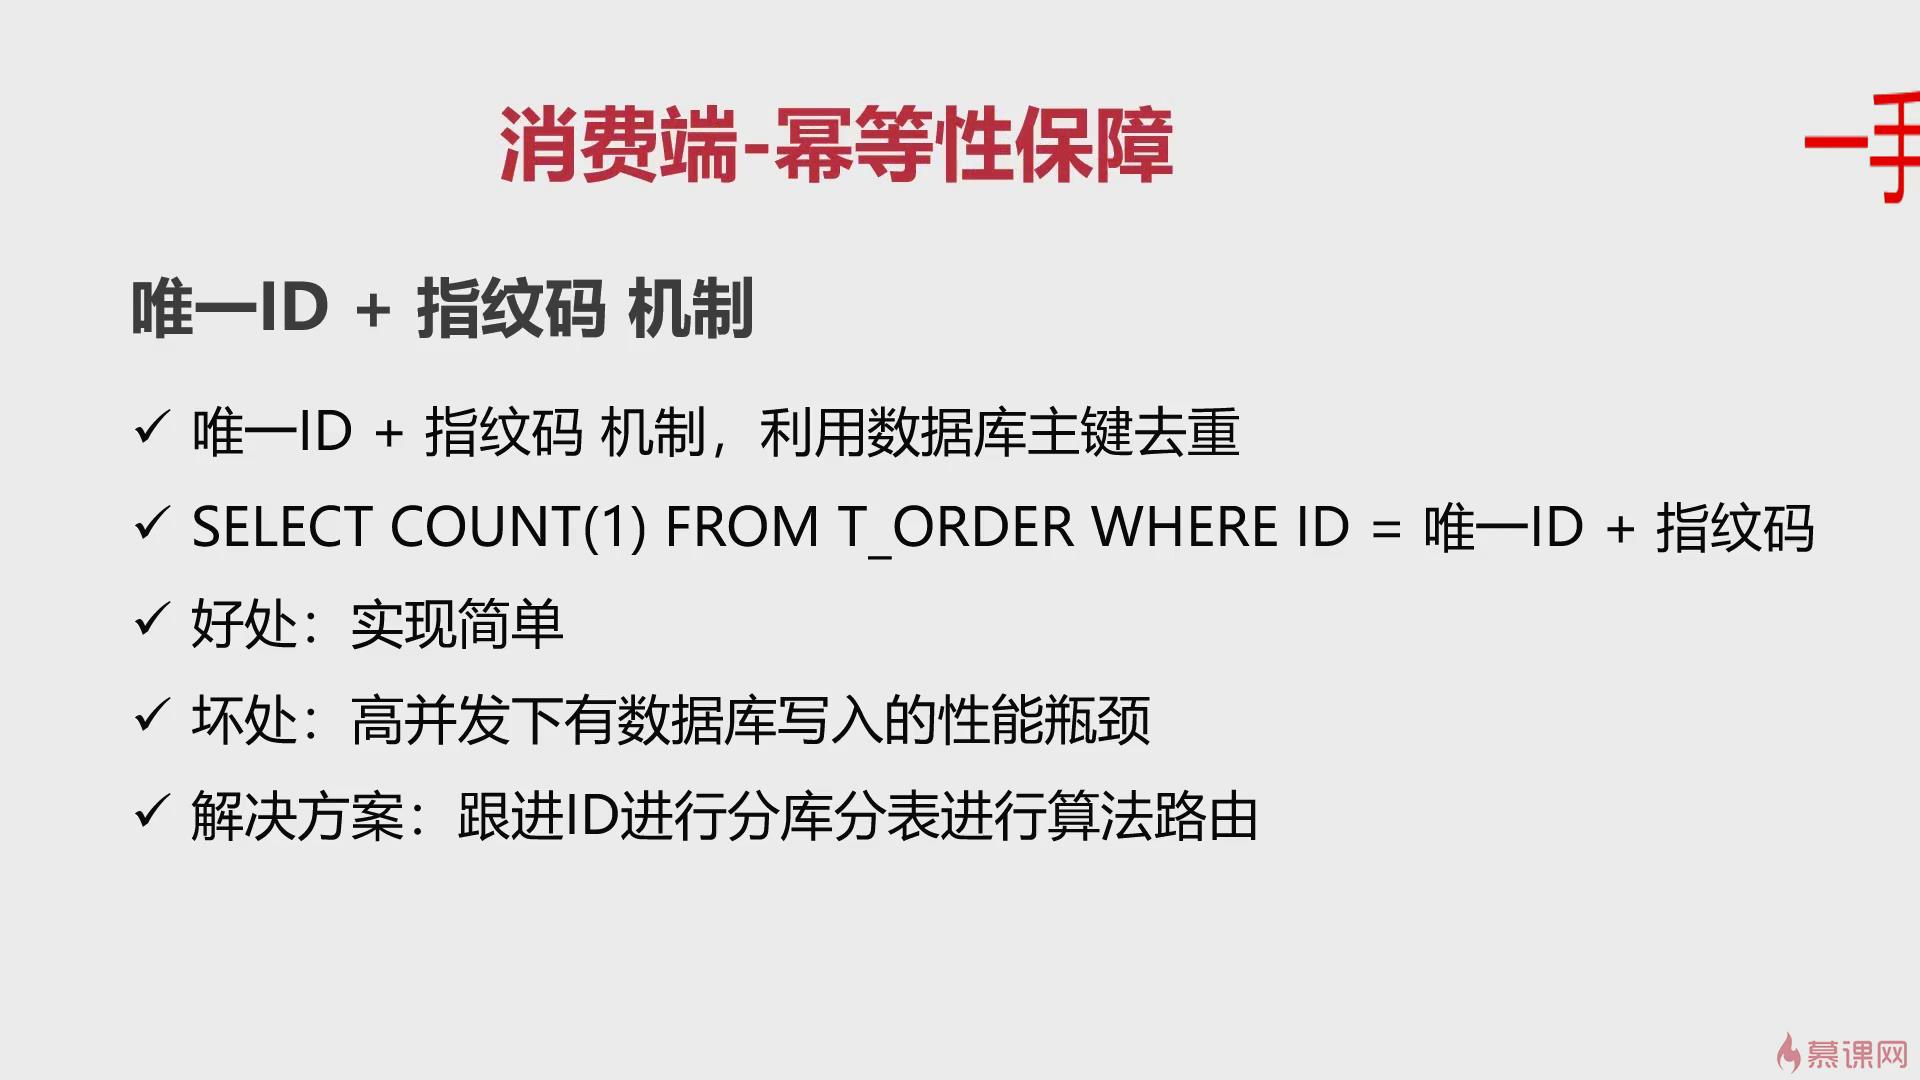 消费端-幂等性保障
一手
唯一ID + 指纹码 机制
唯一ID + 指纹码 机制，利用数据库主键去重
SELECT COUNT(1) FROM T_ORDER WHERE ID = 唯一ID + 指纹码
好处：实现简单
坏处：高并发下有数据库写入的性能瓶颈
解决方案：跟进ID进行分库分表进行算法路由
慕课网